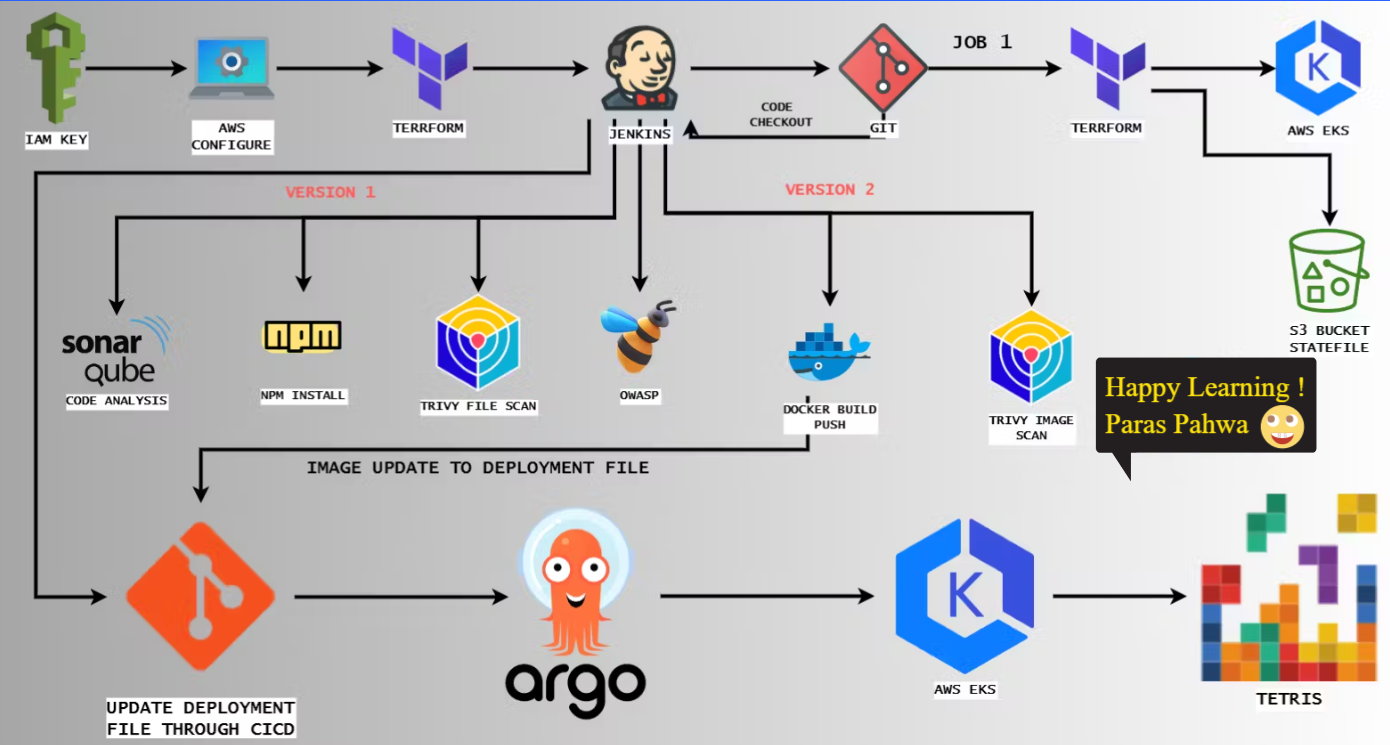 JOB 1
IAM KEY
AWS
CONFIGURE
TERRFORM
JENKINS
CODE
CHECKOUT
GIT
TERRFORM
K
AWS EKS
VERSION 1
VERSION 2
sonar
qube
CODE ANALYSIS
npm
NPM INSTALL
TRIVY FILE SCAN
OWASP
DOCKER BUILD
PUSH
TRIVY IMAGE
SCAN
S3 BUCKET
STATEFILE
Happy Learning !
Paras Pahwa
IMAGE UPDATE TO DEPLOYMENT FILE
UPDATE DEPLOYMENT
FILE THROUGH CICD
argo
K
AWS EKS
TETRIS